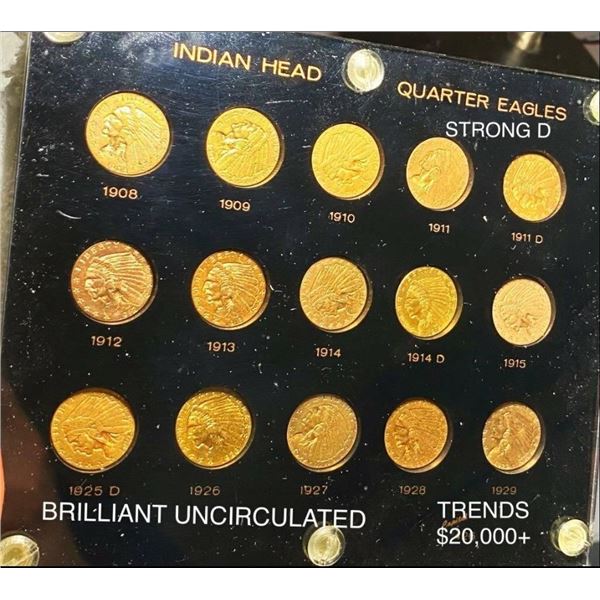 INDIAN HEAD
QUARTER EAGLES
STRONG D
1908
1909
1910
1911
1911 D
1912
1913
1914
1914 D
1915
1925 D
1926
1927
1928
1929
BRILLIANT UNCIRCULATED
TRENDS
$20,000+